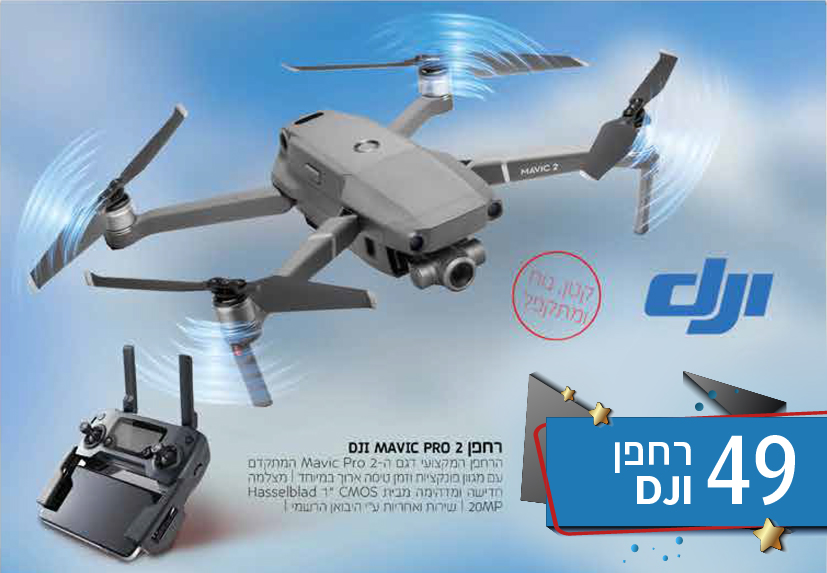 MAVIC 2
קטן, נוח
ומתקפל
dji
רחפן DJI MAVIC PRO 2
הרחפן המקצועי דגם ה-Mavic Pro 2 המתקדם
עם מגוון פונקציות וזמן טיסה ארוך במיוחד | מצלמה
חדישה ומדהימה מבית Hasselblad 1" CMOS
20MP | שירות ואחריות ע"י היבואן הרשמי |
49
רחפן
DJI